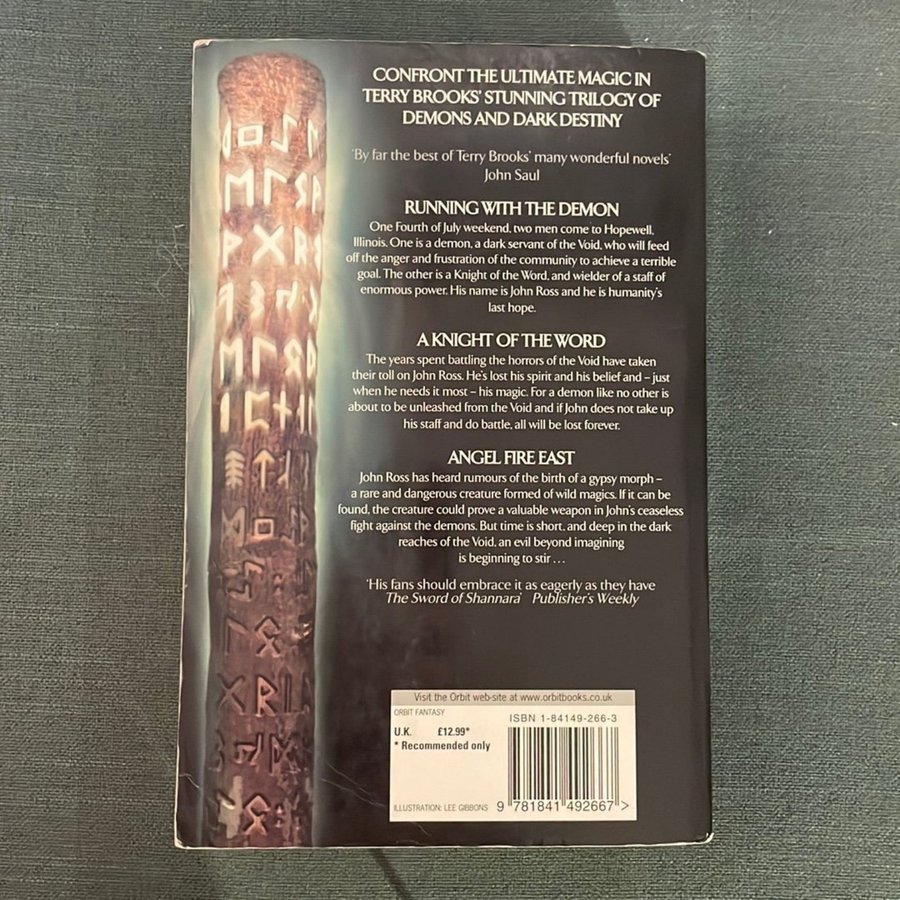 CONFRONT THE ULTIMATE MAGIC IN
TERRY BROOKS' STUNNING TRILOGY OF
DEMONS AND DARK DESTINY
'By far the best of Terry Brooks' many wonderful novels'
John Saul
RUNNING WITH THE DEMON
One Fourth of July weekend, two men come to Hopewell,
Illinois. One is a demon, a dark servant of the Void, who will feed
off the anger and frustration of the community to achieve a terrible
goal. The other is a Knight of the Word, and wielder of a staff of
enormous power. His name is John Ross and he is humanity's
last hope.
A KNIGHT OF THE WORD
The years spent battling the horrors of the Void have taken
their toll on John Ross. He's lost his spirit and his belief and – just
when he needs it most – his magic. For a demon like no other is
about to be unleashed from the Void and if John does not take up
his staff and do battle, all will be lost forever.
ANGEL FIRE EAST
John Ross has heard rumours of the birth of a gypsy morph –
a rare and dangerous creature formed of wild magics. If it can be
found, the creature could prove a valuable weapon in John's ceaseless
fight against the demons. But time is short, and deep in the dark
reaches of the Void, an evil beyond imagining
is beginning to stir . . .
'His fans should embrace it as eagerly as they have
The Sword of Shannara' Publisher's Weekly
Visit the Orbit web-site at www.orbitbooks.co.uk
ORBIT FANTASY
U.K. £12.99*
* Recommended only
ISBN 1-84149-266-3
ILLUSTRATION: LEE GIBBONS
9 781841 492667 >